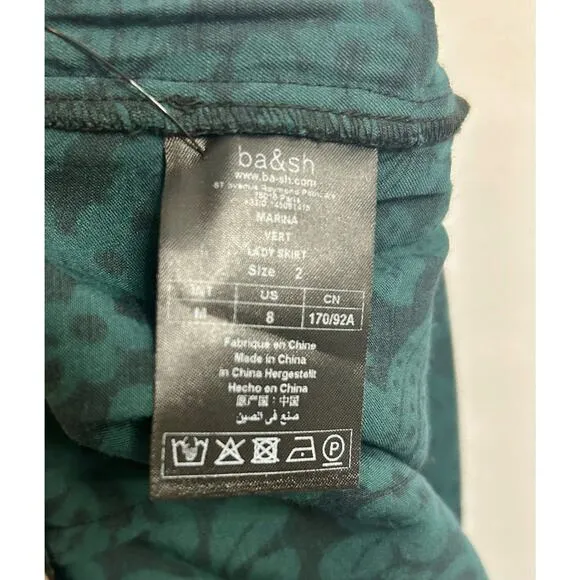 ba&sh
www.ba-sh.com
75016 Paris
MARINA
VERT
LADY SKIRT
Size 2
INT US CN
M 8 170/92A
Fabriqué en Chine
Made in China
in China Hergestellt
Hecho en China
原产国：中国
صنع في الصين
P